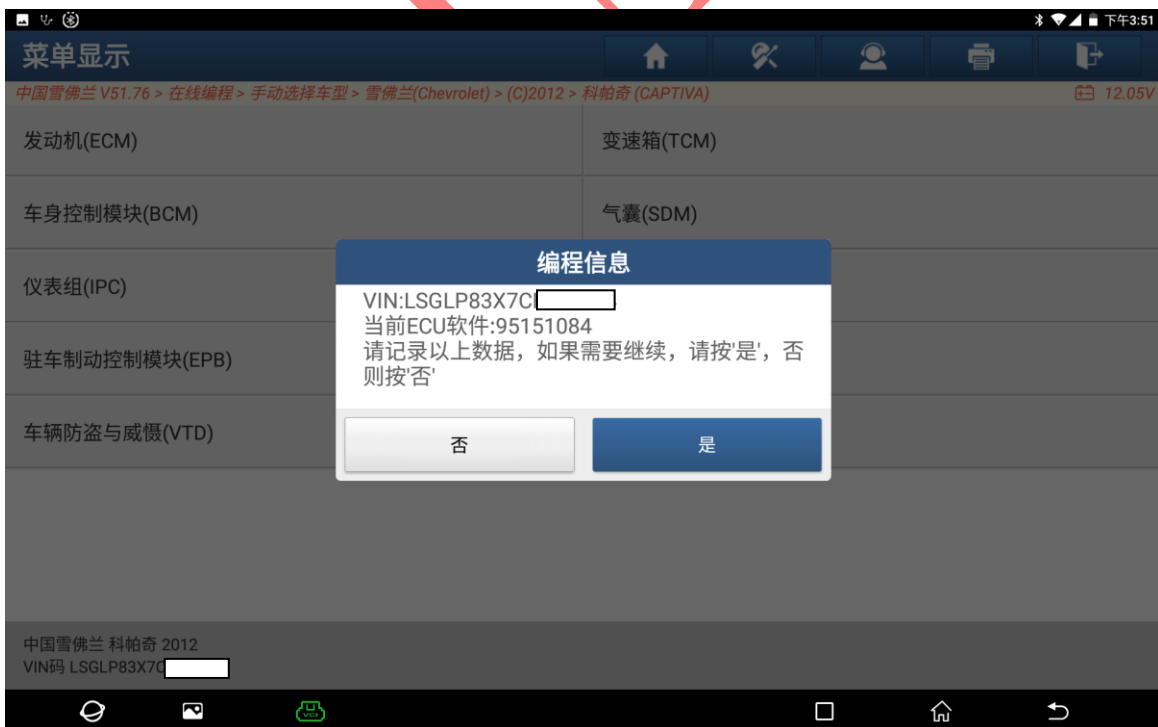 下午3:51
菜单显示
中国雪佛兰 V51.76 > 在线编程 > 手动选择车型 > 雪佛兰(Chevrolet) > (C)2012 > 科帕奇 (CAPTIVA)
12.05V
发动机(ECM)
变速箱(TCM)
车身控制模块(BCM)
气囊(SDM)
仪表组(IPC)
驻车制动控制模块(EPB)
车辆防盗与威慑(VTD)
编程信息
VIN:LSGLP83X7C
当前ECU软件:95151084
请记录以上数据，如果需要继续，请按'是'，否
则按'否'
否
是
中国雪佛兰 科帕奇 2012
VIN码 LSGLP83X7C
VCI